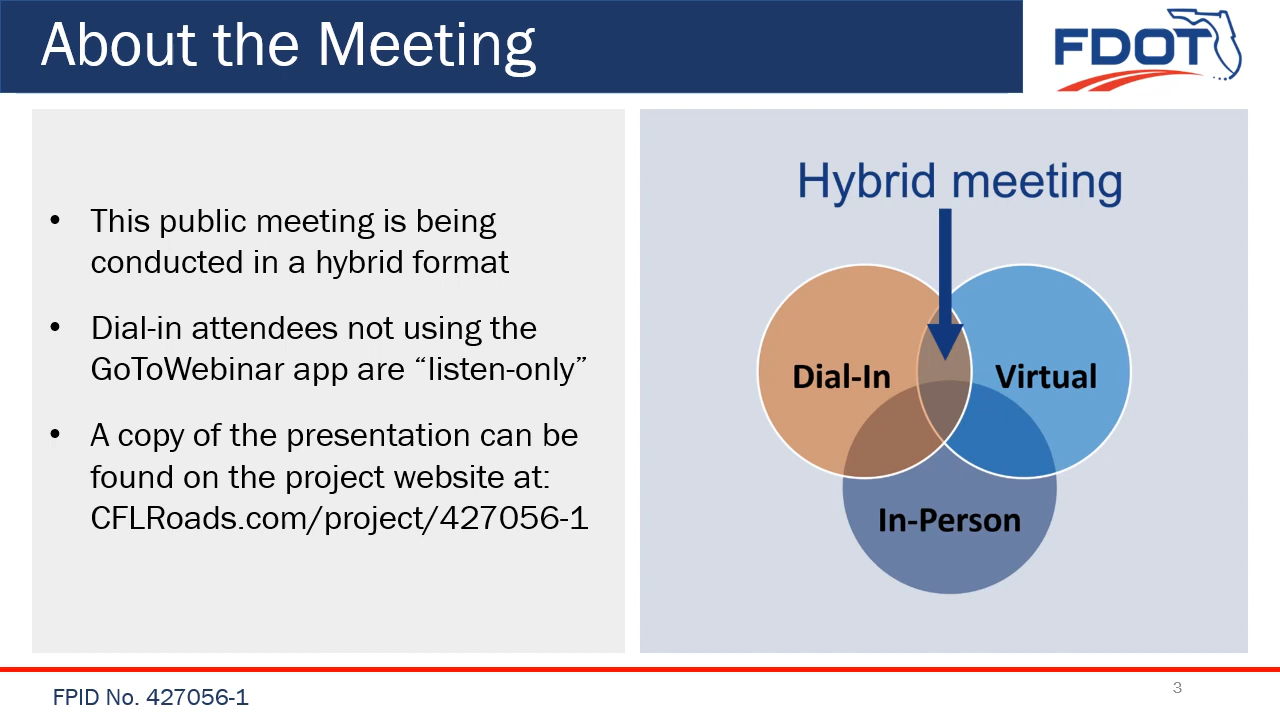 About the Meeting
FDOT
• This public meeting is being
conducted in a hybrid format
• Dial-in attendees not using the
GoToWebinar app are “listen-only”
• A copy of the presentation can be
found on the project website at:
CFLRoads.com/project/427056-1
Hybrid meeting
Dial-In
Virtual
In-Person
FPID No. 427056-1
3